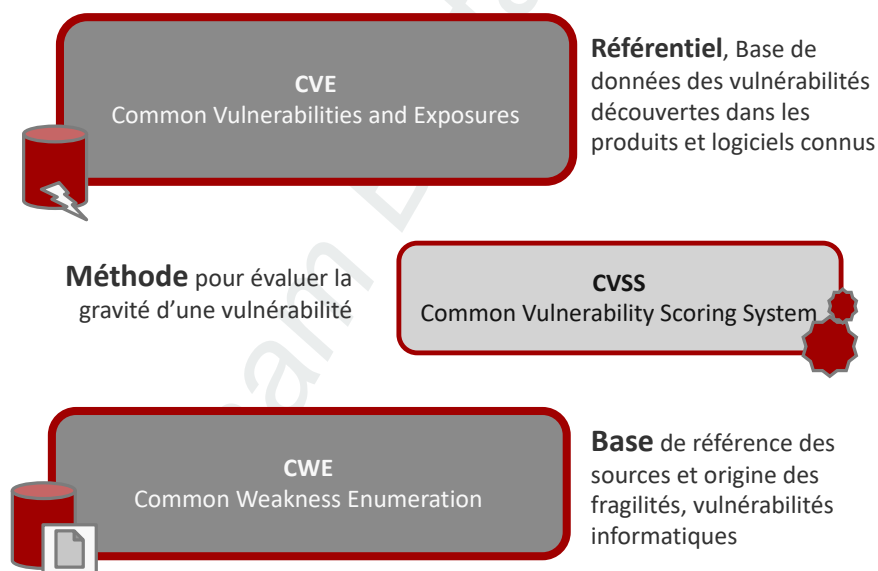 CVE
Common Vulnerabilities and Exposures
Référentiel, Base de
données des vulnérabilités
découvertes dans les
produits et logiciels connus
Méthode pour évaluer la
gravité d’une vulnérabilité
CVSS
Common Vulnerability Scoring System
CWE
Common Weakness Enumeration
Base de référence des
sources et origine des
fragilités, vulnérabilités
informatiques